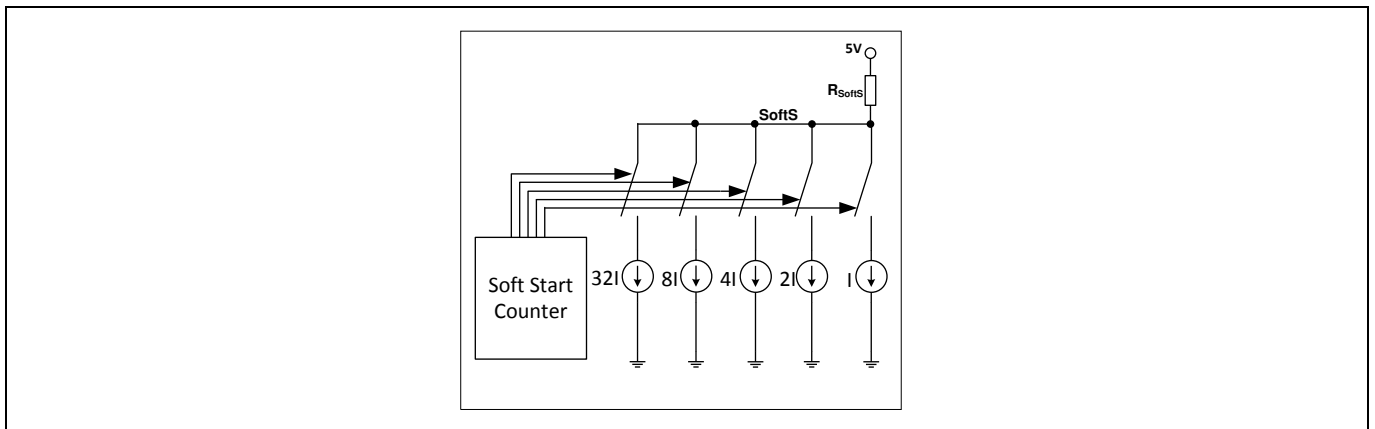 5V
RSoftS
SoftS
Soft Start
Counter
32I
8I
4I
2I
I